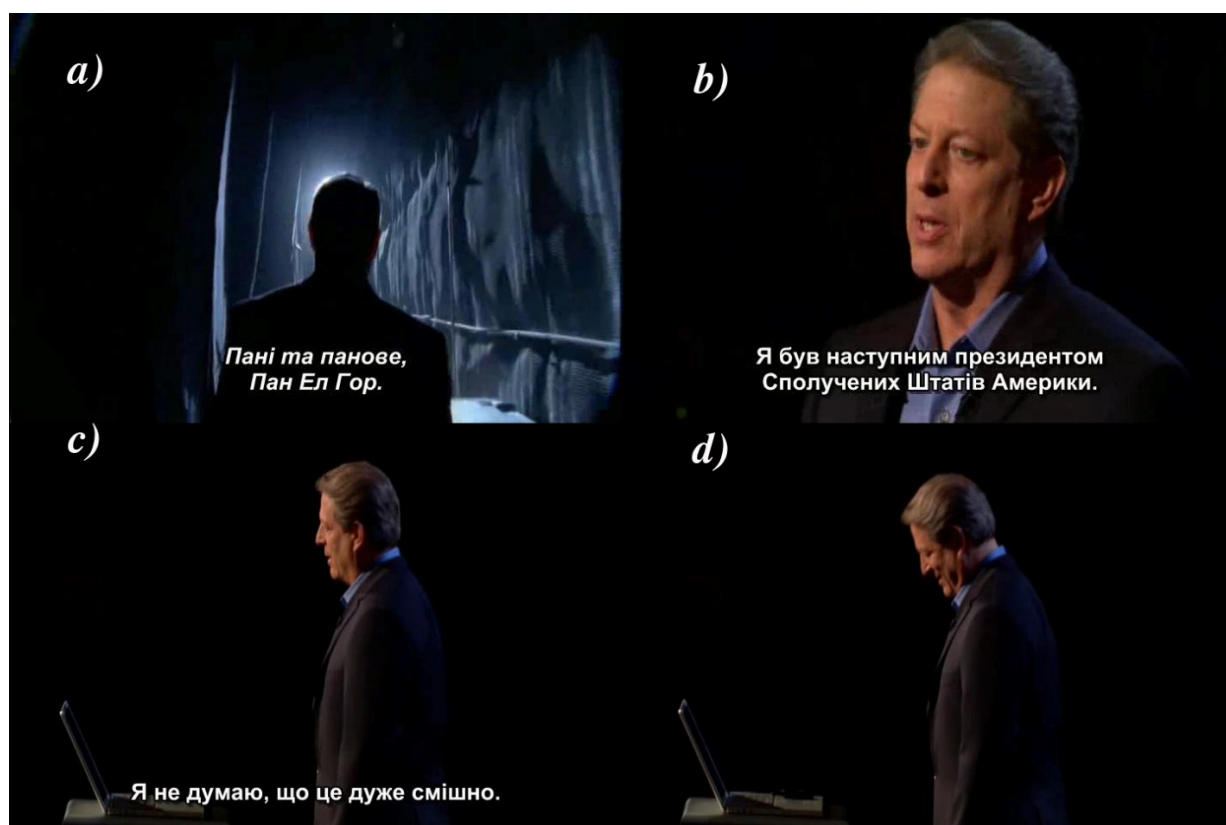 a)
Пані та панове,
Пан Ел Гор.
b)
Я був наступним президентом
Сполучених Штатів Америки.
c)
Я не думаю, що це дуже смішно.
d)